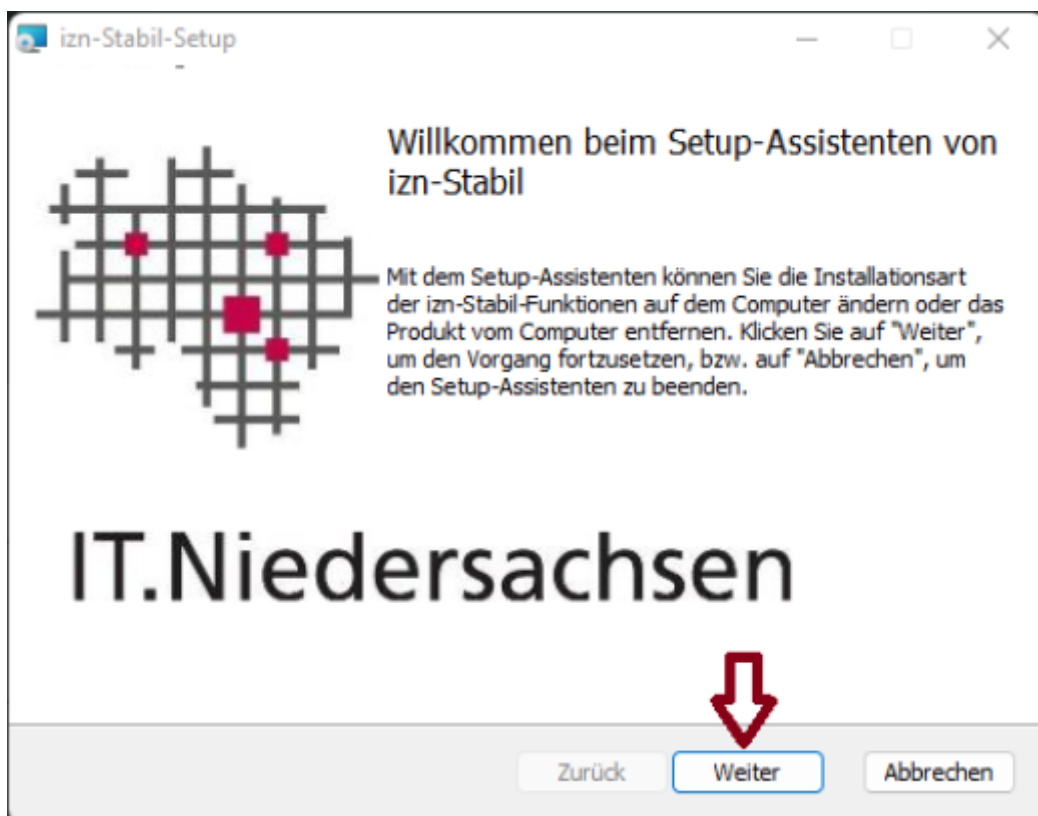 izn-Stabil-Setup
Willkommen beim Setup-Assistenten von
izn-Stabil
Mit dem Setup-Assistenten können Sie die Installationsart
der izn-Stabil-Funktionen auf dem Computer ändern oder das
Produkt vom Computer entfernen. Klicken Sie auf "Weiter",
um den Vorgang fortzusetzen, bzw. auf "Abbrechen", um
den Setup-Assistenten zu beenden.
IT.Niedersachsen
Zurück Weiter Abbrechen